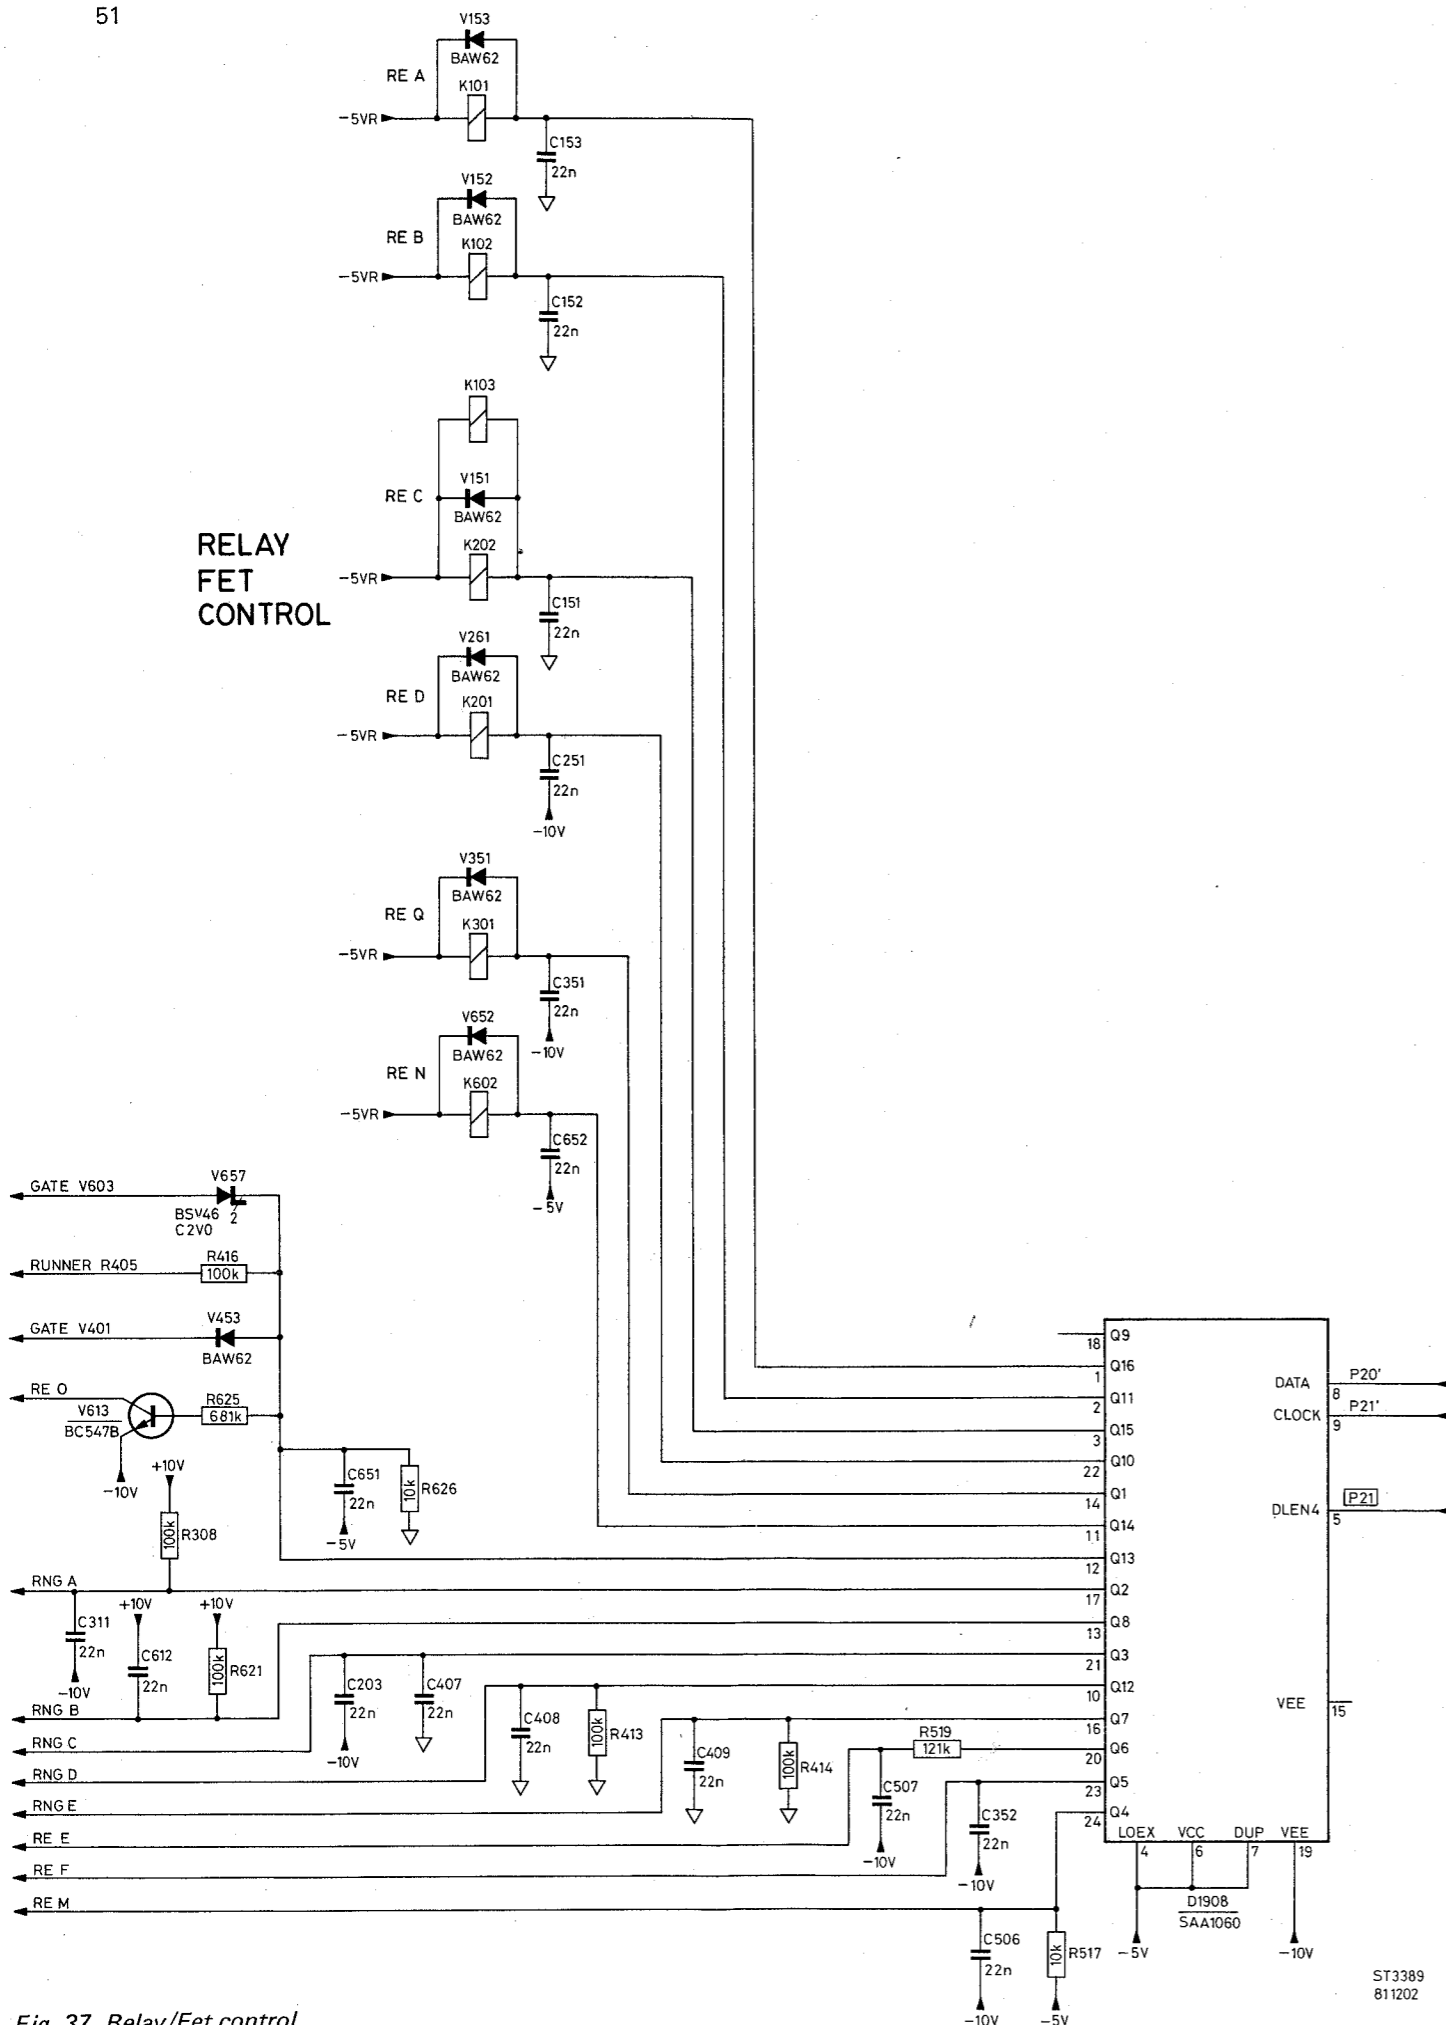 51
V153
BAW62
RE A
K101
-5VR
C153
22n
V152
BAW62
RE B
K102
-5VR
C152
22n
K103
V151
RE C
BAW62
K202
-5VR
C151
22n
RELAY
FET
CONTROL
V261
BAW62
RE D
K201
-5VR
C251
22n
-10V
V351
BAW62
RE Q
K301
-5VR
C351
22n
-10V
V652
BAW62
RE N
K602
-5VR
C652
22n
-5V
GATE V603
V657
BSV46 2
C2V0
RUNNER R405
R416
100k
GATE V401
V453
BAW62
RE O
V613
BC547B
R625
681k
-10V
+10V
C651
22n
-5V
10k
R626
100k
R308
RNG A
C311
22n
-10V
+10V
C612
22n
+10V
100k
R621
RNG B
RNG C
C203
22n
-10V
C407
22n
RNG D
C408
22n
100k
R413
RNG E
C409
22n
100k
R414
RE E
R519
121k
C507
22n
-10V
RE F
C352
22n
-10V
RE M
C506
22n
-10V
10k
R517
-5V
18 Q9
1 Q16
2 Q11
3 Q15
22 Q10
14 Q1
11 Q14
12 Q13
17 Q2
13 Q8
21 Q3
10 Q12
16 Q7
20 Q6
23 Q5
24 Q4
DATA 8 P20'
CLOCK 9 P21'
DLEN4 5 P21
VEE 15
LOEX VCC DUP VEE
4 6 7 19
D1908
SAA1060
-5V
-10V
ST3389
811202
Fig. 37 Relay/Fet control